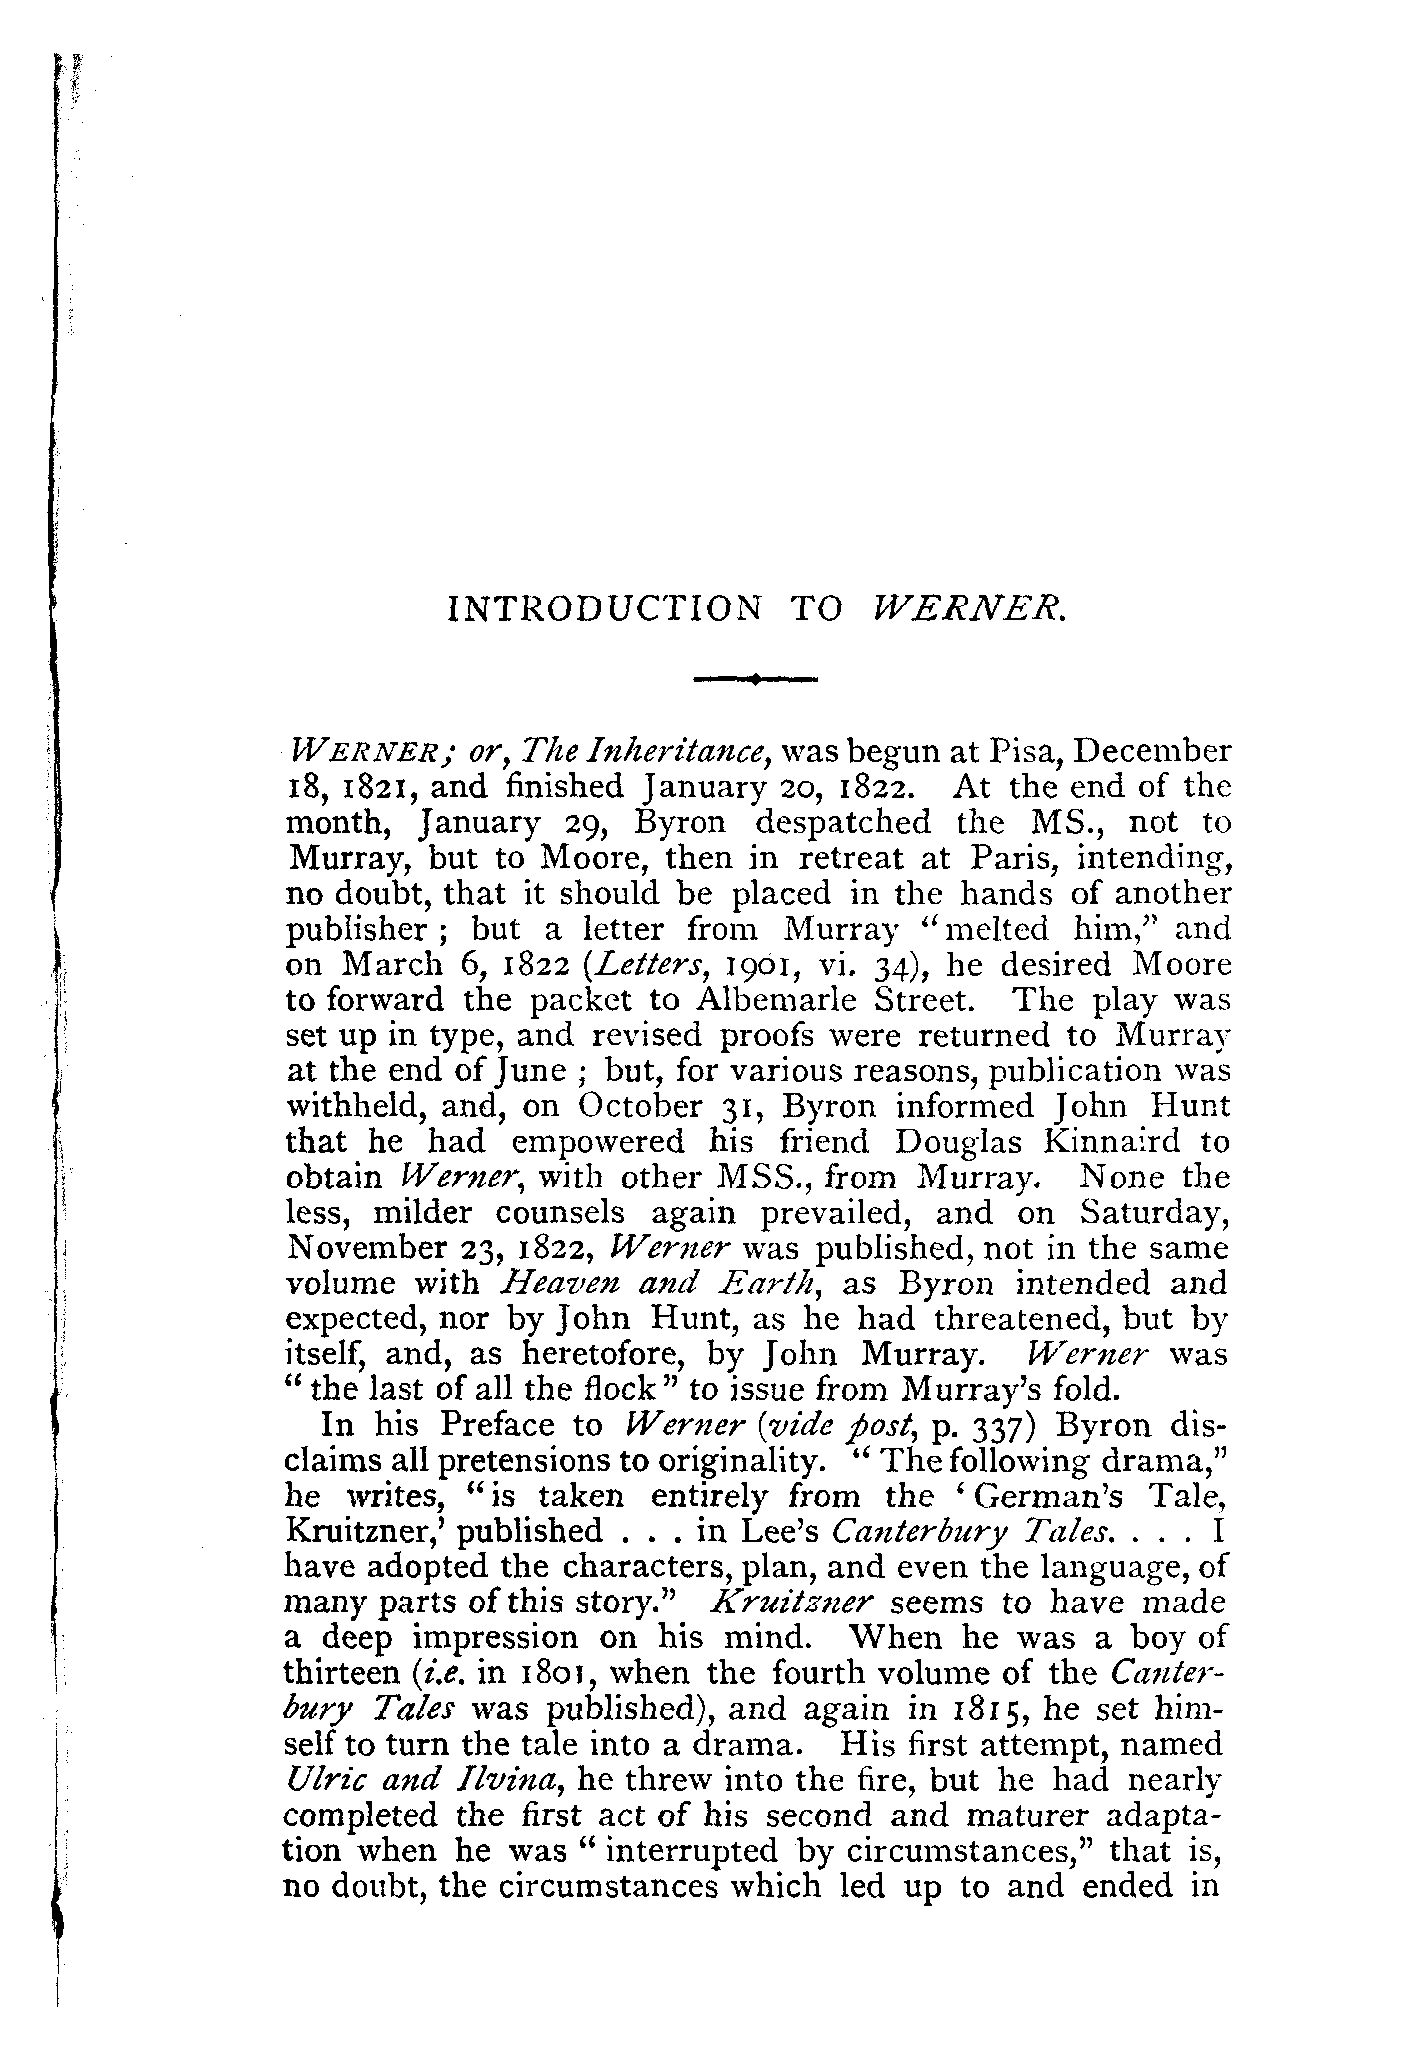 INTRODUCTION TO WERNER.
WERNER; or, The Inheritance, was begun at Pisa, December
18, 1821, and finished January 20, 1822. At the end of the
month, January 29, Byron despatched the MS., not to
Murray, but to Moore, then in retreat at Paris, intending,
no doubt, that it should be placed in the hands of another
publisher ; but a letter from Murray “melted him,” and
on March 6, 1822 (Letters, 1901, vi. 34), he desired Moore
to forward the packet to Albemarle Street. The play was
set up in type, and revised proofs were returned to Murray
at the end of June ; but, for various reasons, publication was
withheld, and, on October 31, Byron informed John Hunt
that he had empowered his friend Douglas Kinnaird to
obtain Werner, with other MSS., from Murray. None the
less, milder counsels again prevailed, and on Saturday,
November 23, 1822, Werner was published, not in the same
volume with Heaven and Earth, as Byron intended and
expected, nor by John Hunt, as he had threatened, but by
itself, and, as heretofore, by John Murray. Werner was
“the last of all the flock” to issue from Murray’s fold.
In his Preface to Werner (vide post, p. 337) Byron dis-
claims all pretensions to originality. “The following drama,”
he writes, “is taken entirely from the ‘German’s Tale,
Kruitzner,’ published . . . in Lee’s Canterbury Tales. . . . I
have adopted the characters, plan, and even the language, of
many parts of this story.” Kruitzner seems to have made
a deep impression on his mind. When he was a boy of
thirteen (i.e. in 1801, when the fourth volume of the Canter-
bury Tales was published), and again in 1815, he set him-
self to turn the tale into a drama. His first attempt, named
Ulric and Ilvina, he threw into the fire, but he had nearly
completed the first act of his second and maturer adapta-
tion when he was “interrupted by circumstances,” that is,
no doubt, the circumstances which led up to and ended in